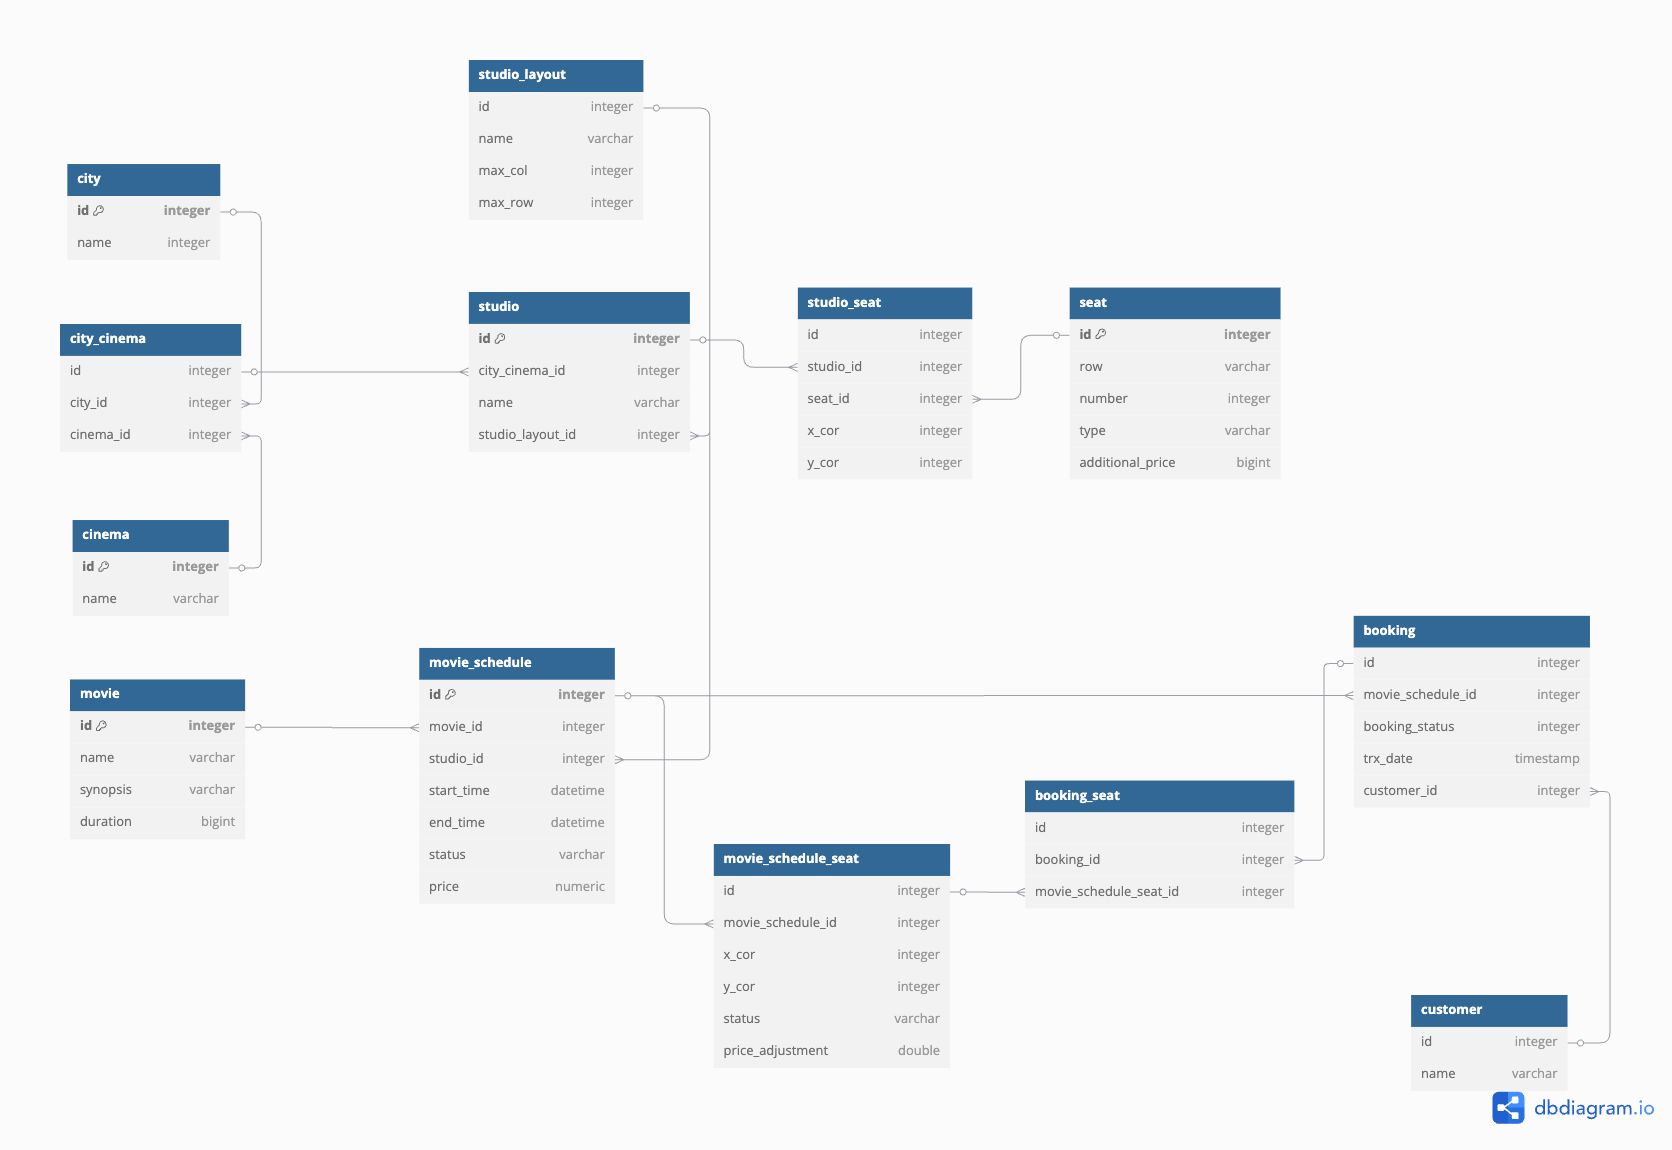 studio_layout
id integer
name varchar
max_col integer
max_row integer
city
id integer
name integer
city_cinema
id integer
city_id integer
cinema_id integer
studio
id integer
city_cinema_id integer
name varchar
studio_layout_id integer
studio_seat
id integer
studio_id integer
seat_id integer
x_cor integer
y_cor integer
seat
id integer
row varchar
number integer
type varchar
additional_price bigint
cinema
id integer
name varchar
movie
id integer
name varchar
synopsis varchar
duration bigint
movie_schedule
id integer
movie_id integer
studio_id integer
start_time datetime
end_time datetime
status varchar
price numeric
booking
id integer
movie_schedule_id integer
booking_status integer
trx_date timestamp
customer_id integer
booking_seat
id integer
booking_id integer
movie_schedule_seat_id integer
movie_schedule_seat
id integer
movie_schedule_id integer
x_cor integer
y_cor integer
status varchar
price_adjustment double
customer
id integer
name varchar
dbdiagram.io